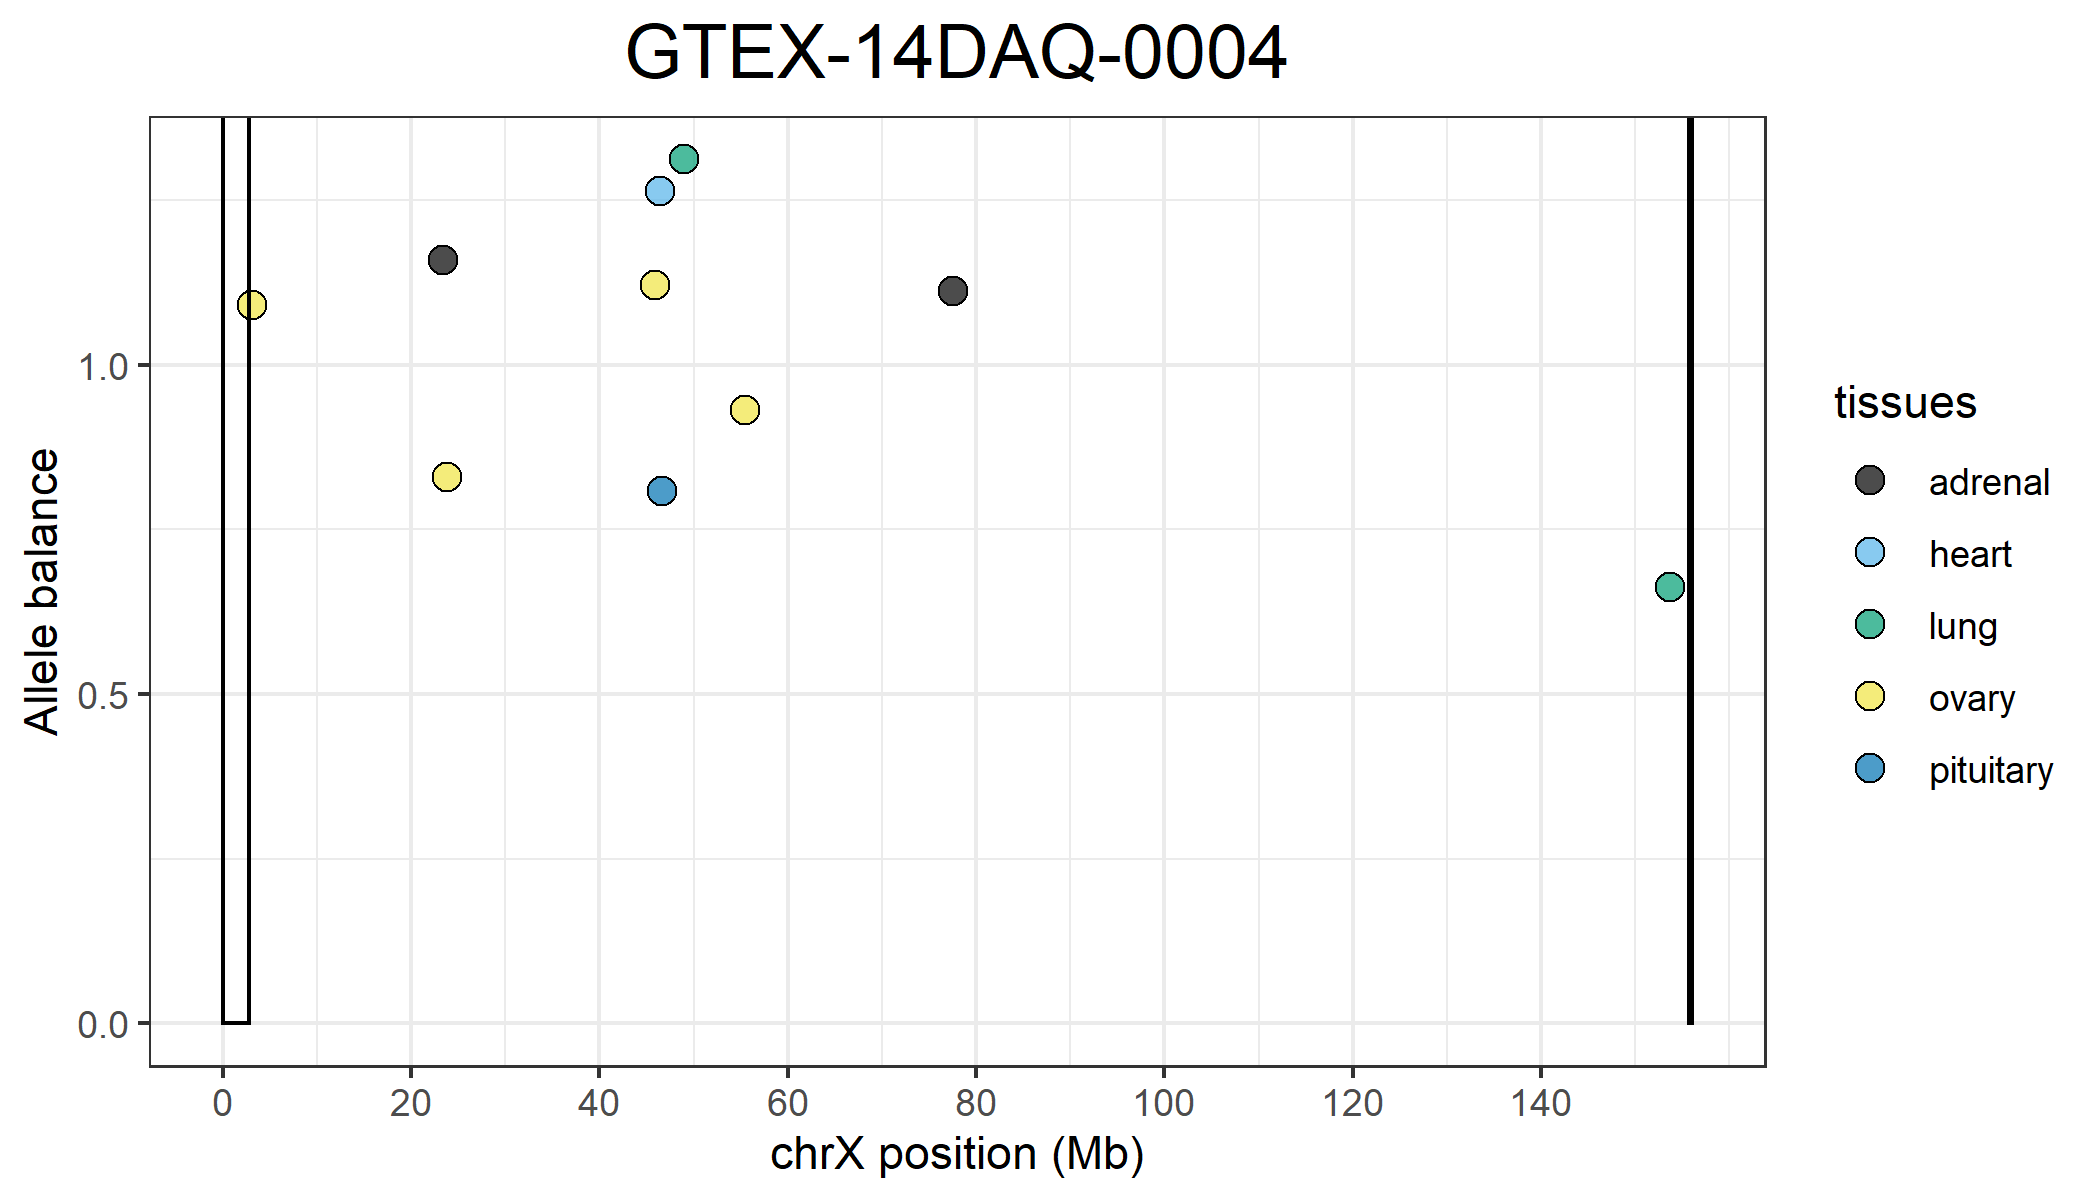 GTEX-14DAQ-0004
Allele balance
1.0
0.5
0.0
0 20 40 60 80 100 120 140
chrX position (Mb)
tissues
adrenal
heart
lung
ovary
pituitary